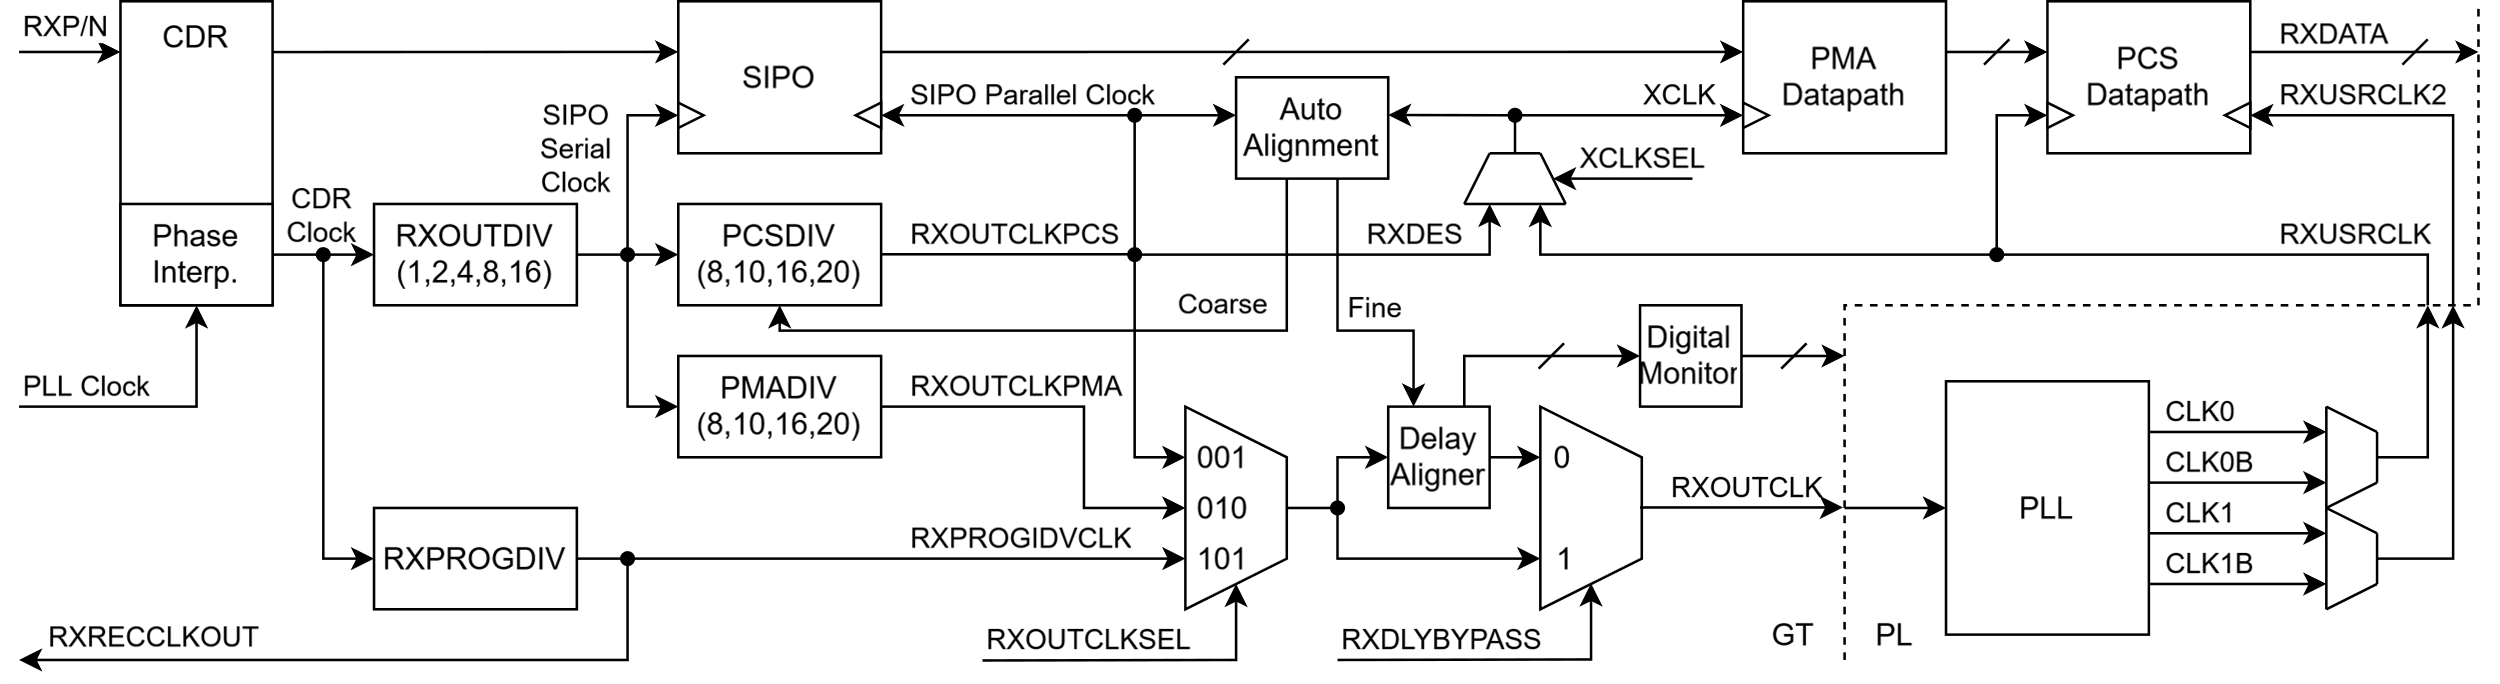 RXP/N
CDR
SIPO
PMA
Datapath
PCS
Datapath
RXDATA
SIPO
Serial
Clock
SIPO Parallel Clock
Auto
Alignment
XCLK
RXUSRCLK2
XCLKSEL
CDR
Clock
Phase
Interp.
RXOUTDIV
(1,2,4,8,16)
PCSDIV
(8,10,16,20)
RXOUTCLKPCS
RXDES
RXUSRCLK
Coarse
Fine
Digital
Monitor
PLL Clock
PMADIV
(8,10,16,20)
RXOUTCLKPMA
001
010
101
Delay
Aligner
0
1
RXOUTCLK
PLL
CLK0
CLK0B
CLK1
CLK1B
RXPROGDIV
RXPROGIDVCLK
RXRECCLKOUT
RXOUTCLKSEL
RXDLYBYPASS
GT
PL